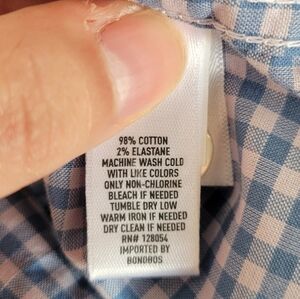 98% COTTON
2% ELASTANE
MACHINE WASH COLD
WITH LIKE COLORS
ONLY NON-CHLORINE
BLEACH IF NEEDED
TUMBLE DRY LOW
WARM IRON IF NEEDED
DRY CLEAN IF NEEDED
RN# 128054
IMPORTED BY
BONOBOS